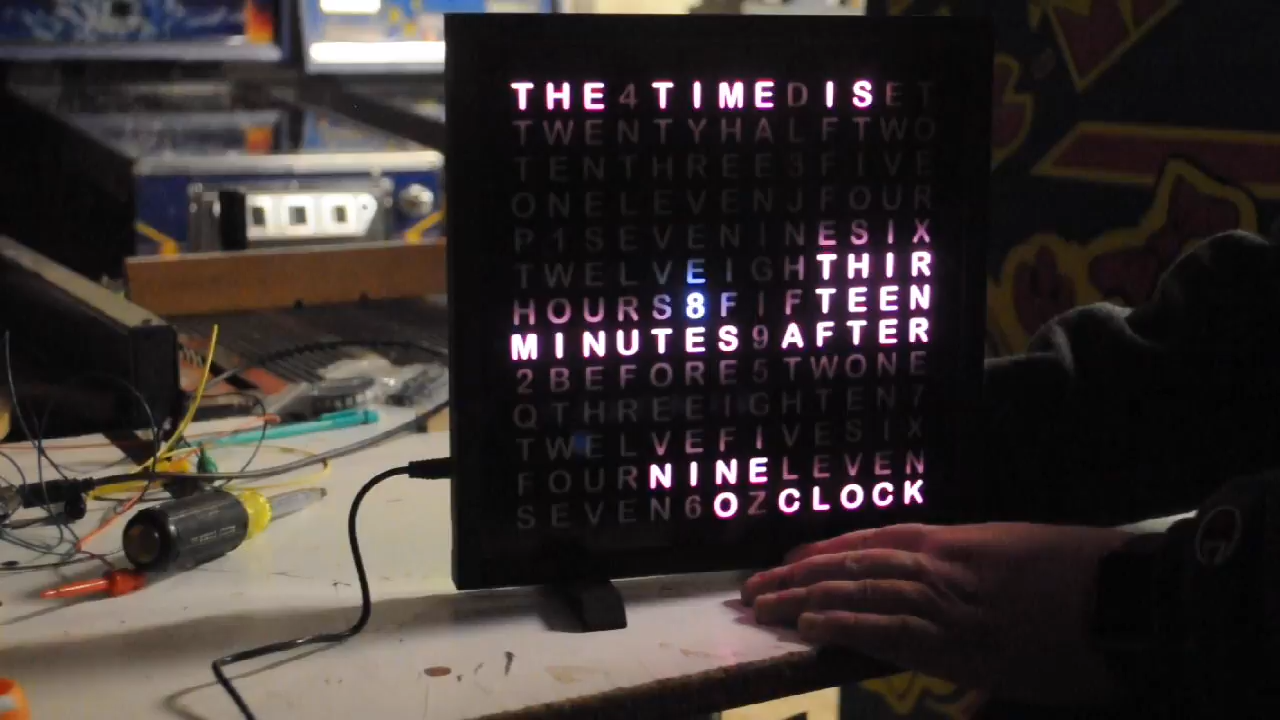 THE4TIMEDISET
TWENTYHALFTWO
TENTHREE3FIVE
ONELEVENJFOUR
P1SEVENINESIX
TWELVEIGHTHIR
HOURS8FIFTEEN
MINUTES9AFTER
2BEFORE5TWONE
QTHREEIGHTEN7
TWELVEFIVESIX
FOURNINELEVEN
SEVEN6OZCLOCK